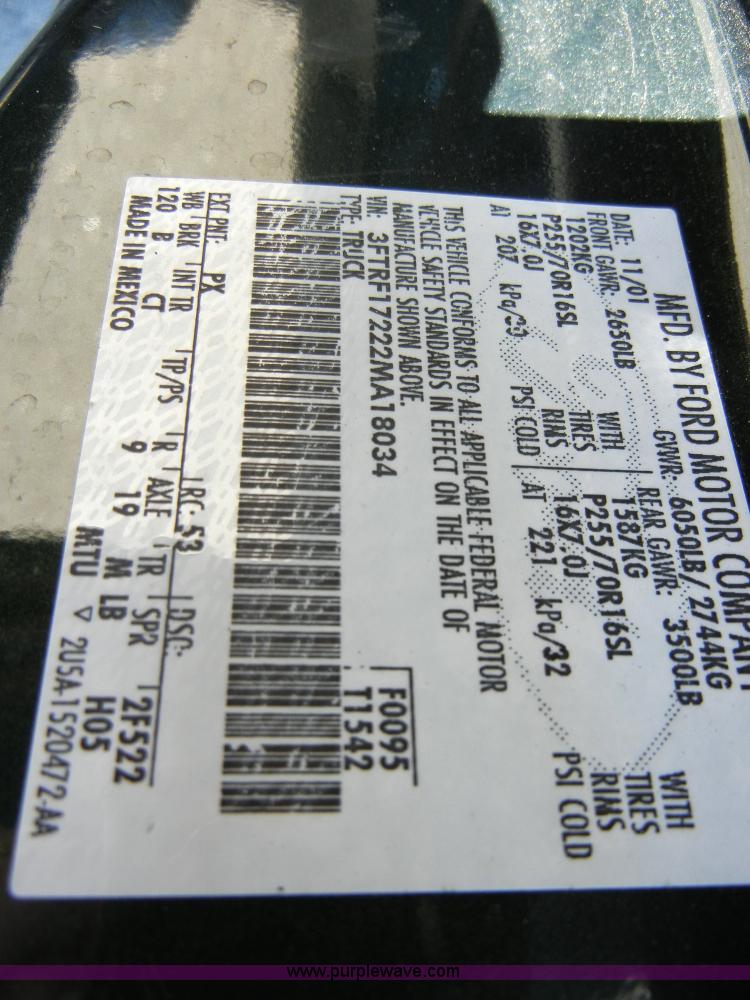 MFD. BY FORD MOTOR COMPANY
DATE: 11/01 GVWR: 6050LB/ 2744KG
FRONT GAWR: 2650LB REAR GAWR: 3500LB
1202KG WITH 1587KG WITH
P255/70R16SL TIRES P255/70R16SL TIRES
16X7.0J RIMS 16X7.0J RIMS
AT 207 kPa/ PSI COLD AT 221 kPa/32 PSI COLD
THIS VEHICLE CONFORMS TO ALL APPLICABLE FEDERAL MOTOR
VEHICLE SAFETY STANDARDS IN EFFECT ON THE DATE OF
MANUFACTURE SHOWN ABOVE.
VIN: 3FTRF17222MA18034 F0095
TYPE: TRUCK T1542
EXT PNT: PX RC: 53 DSO:
WB BRK INT TR TP/PS R AXLE TR SPR 2F522
120 B CT 9 19 M LB H05
MADE IN MEXICO MTU ▽ 2U5A-1520472-AA
www.purplewave.com